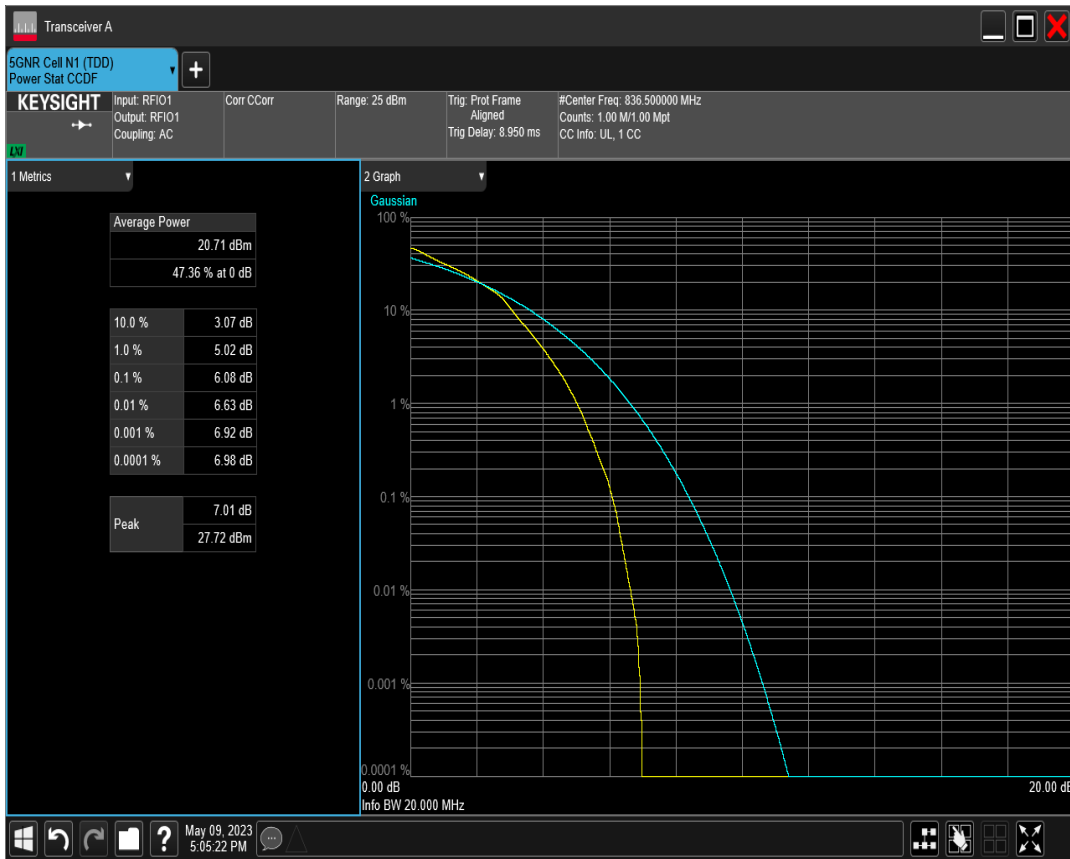 Transceiver A
5GNR Cell N1 (TDD)
Power Stat CCDF
+
KEYSIGHT
LXI
Input: RFIO1
Output: RFIO1
Coupling: AC
Corr CCorr
Range: 25 dBm
Trig: Prot Frame
Aligned
Trig Delay: 8.950 ms
#Center Freq: 836.500000 MHz
Counts: 1.00 M/1.00 Mpt
CC Info: UL, 1 CC
1 Metrics
Average Power
20.71 dBm
47.36 % at 0 dB
10.0 % 3.07 dB
1.0 % 5.02 dB
0.1 % 6.08 dB
0.01 % 6.63 dB
0.001 % 6.92 dB
0.0001 % 6.98 dB
Peak
7.01 dB
27.72 dBm
2 Graph
Gaussian
100 %
10 %
1 %
0.1 %
0.01 %
0.001 %
0.0001 %
0.00 dB
20.00 dB
Info BW 20.000 MHz
?
May 09, 2023
5:05:22 PM